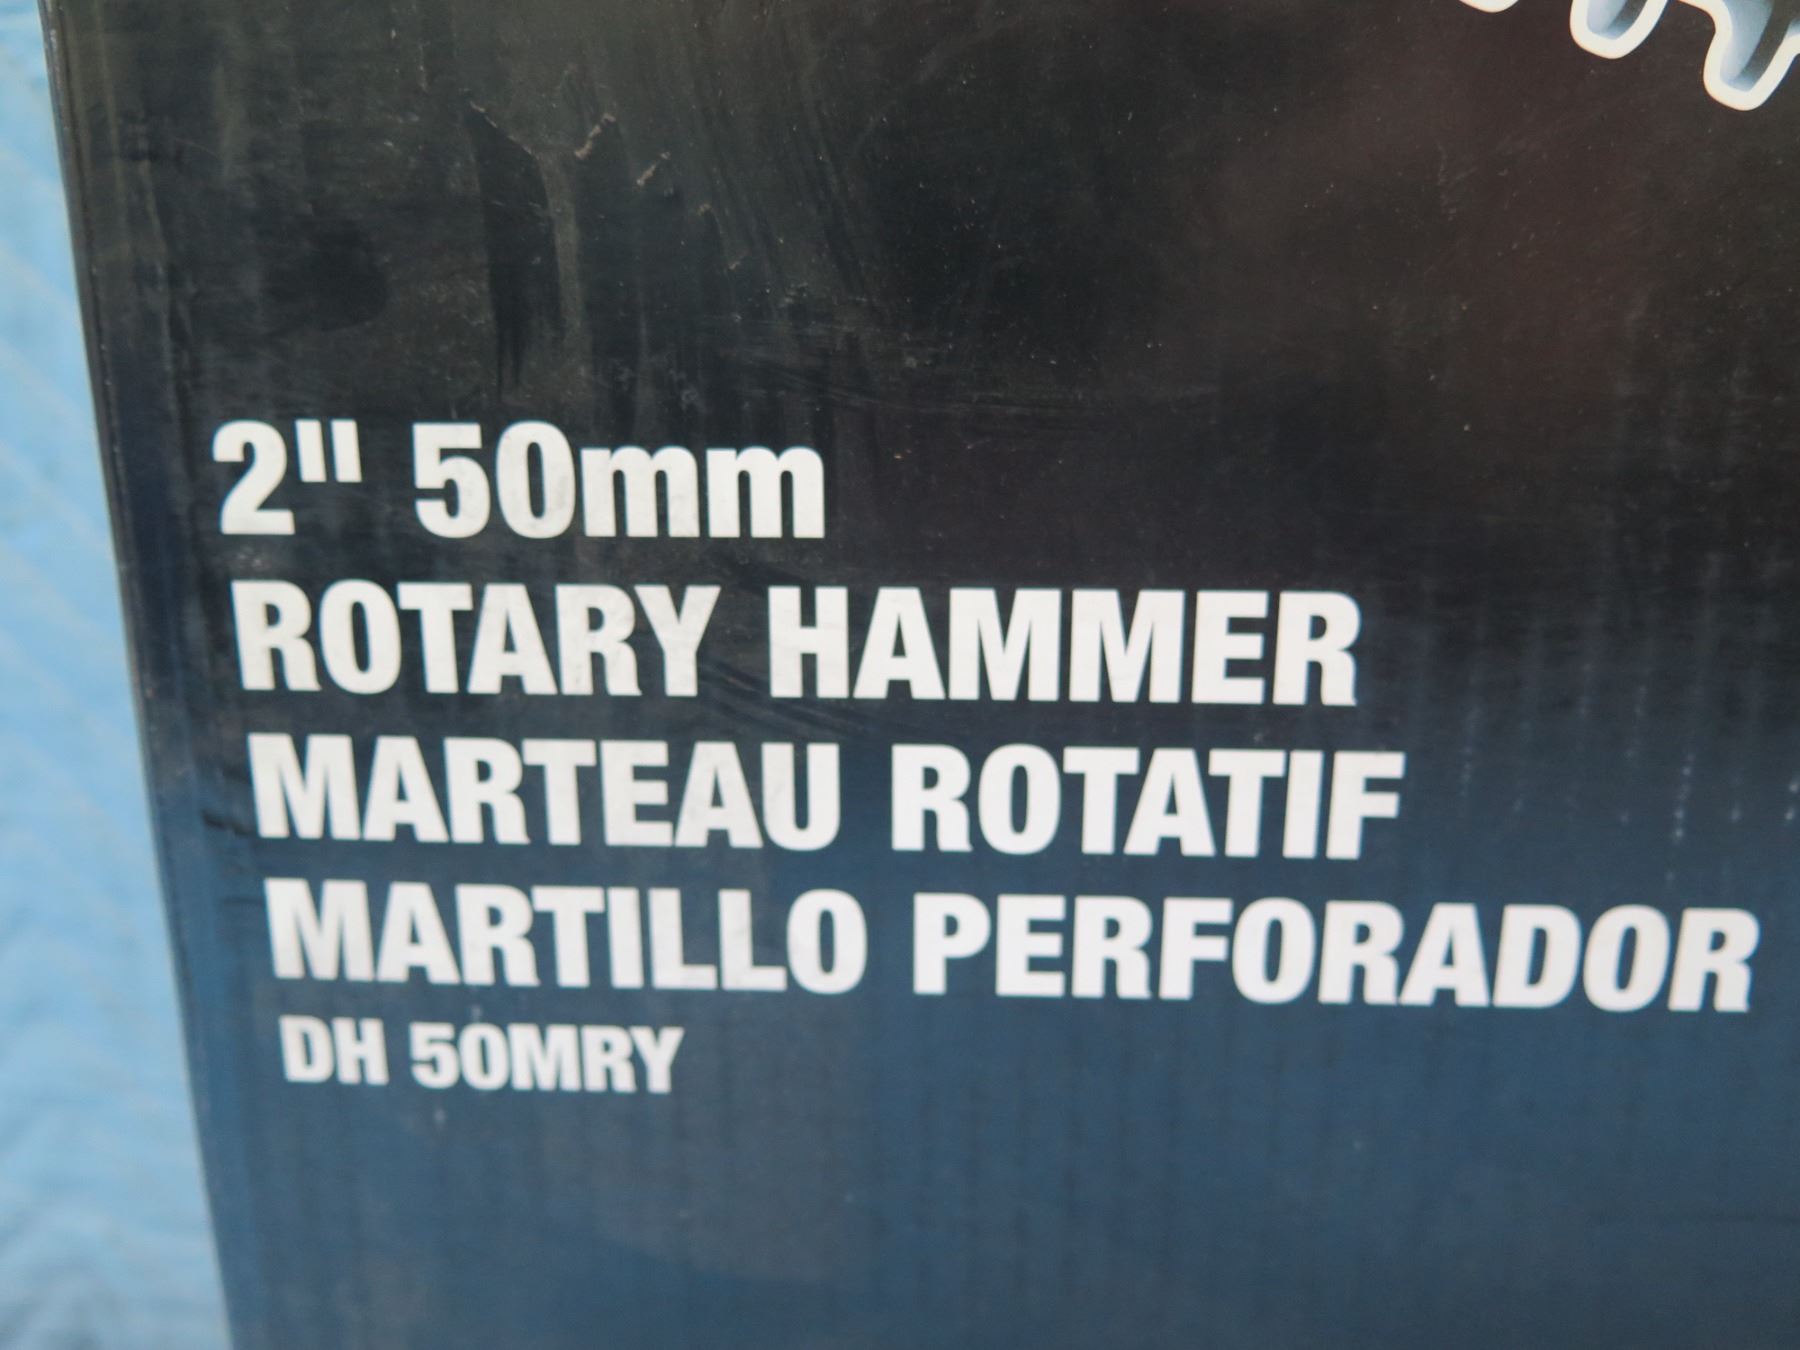 2" 50mm
ROTARY HAMMER
MARTEAU ROTATIF
MARTILLO PERFORADOR
DH 50MRY